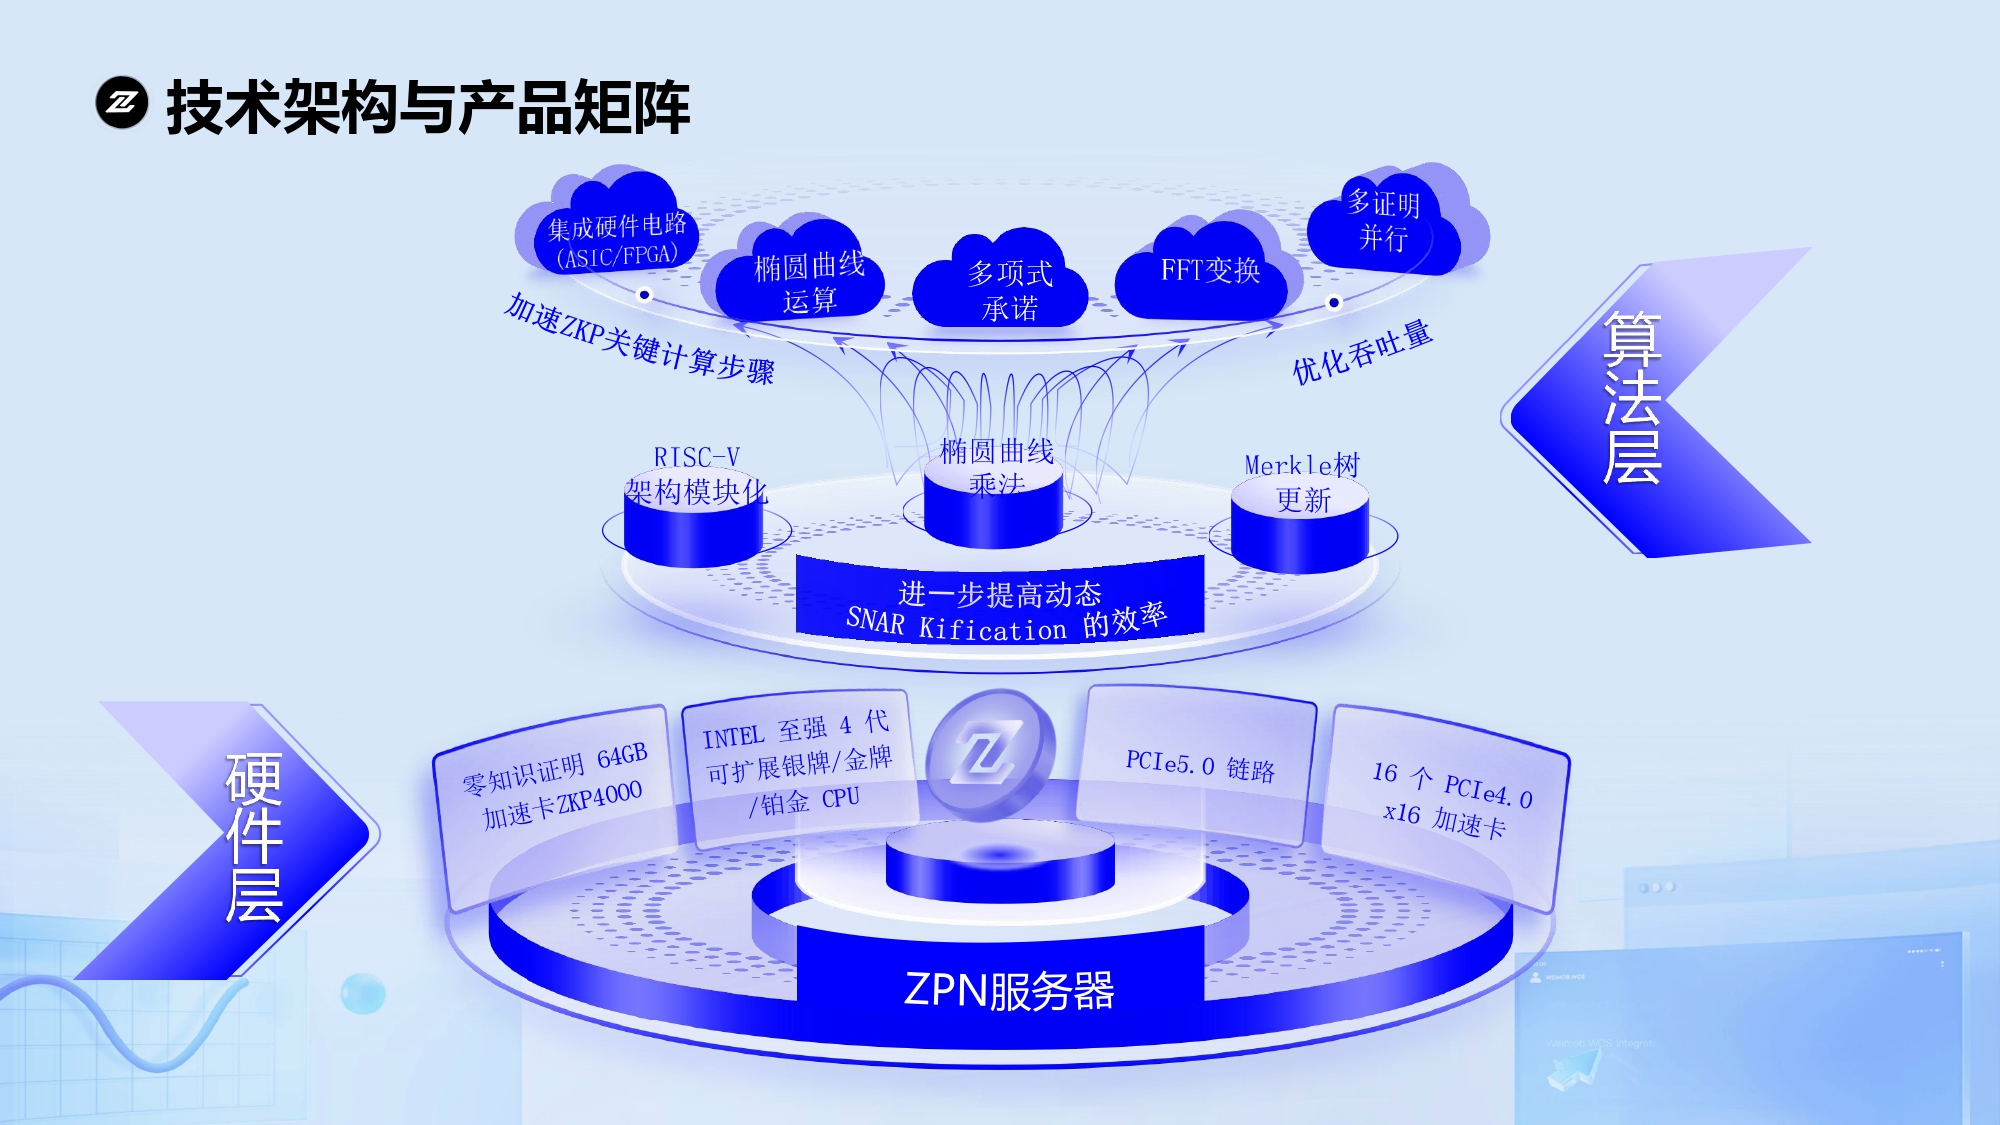 技术架构与产品矩阵
集成硬件电路
(ASIC/FPGA)
椭圆曲线
运算
多项式
承诺
FFT变换
多证明
并行
加速ZKP关键计算步骤
优化吞吐量
算法层
RISC-V
架构模块化
椭圆曲线
乘法
Merkle树
更新
进一步提高动态
SNAR Kification 的效率
硬件层
零知识证明 64GB
加速卡ZKP4000
INTEL 至强 4 代
可扩展银牌/金牌
/铂金 CPU
PCIe5.0 链路
16 个 PCIe4.0
x16 加速卡
ZPN服务器